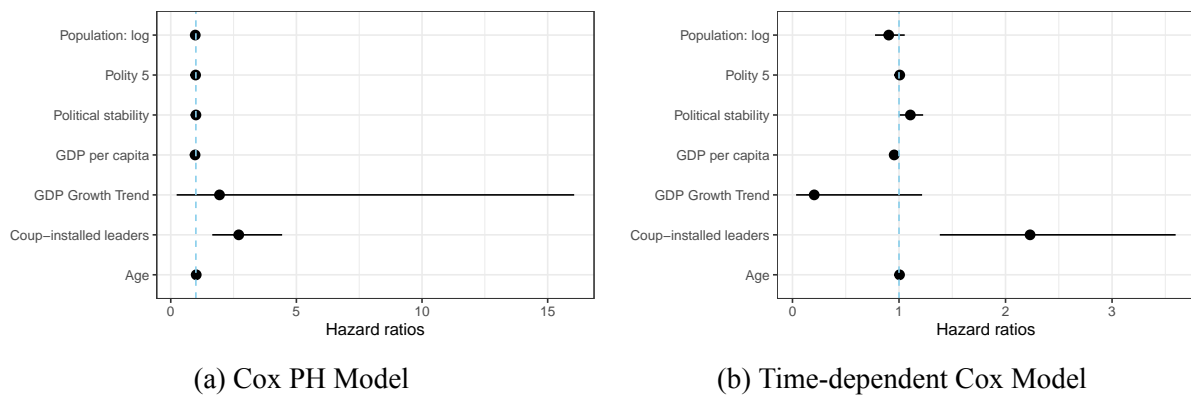 Population: log
Polity 5
Political stability
GDP per capita
GDP Growth Trend
Coup−installed leaders
Age
0 5 10 15
Hazard ratios
(a) Cox PH Model
Population: log
Polity 5
Political stability
GDP per capita
GDP Growth Trend
Coup−installed leaders
Age
0 1 2 3
Hazard ratios
(b) Time-dependent Cox Model